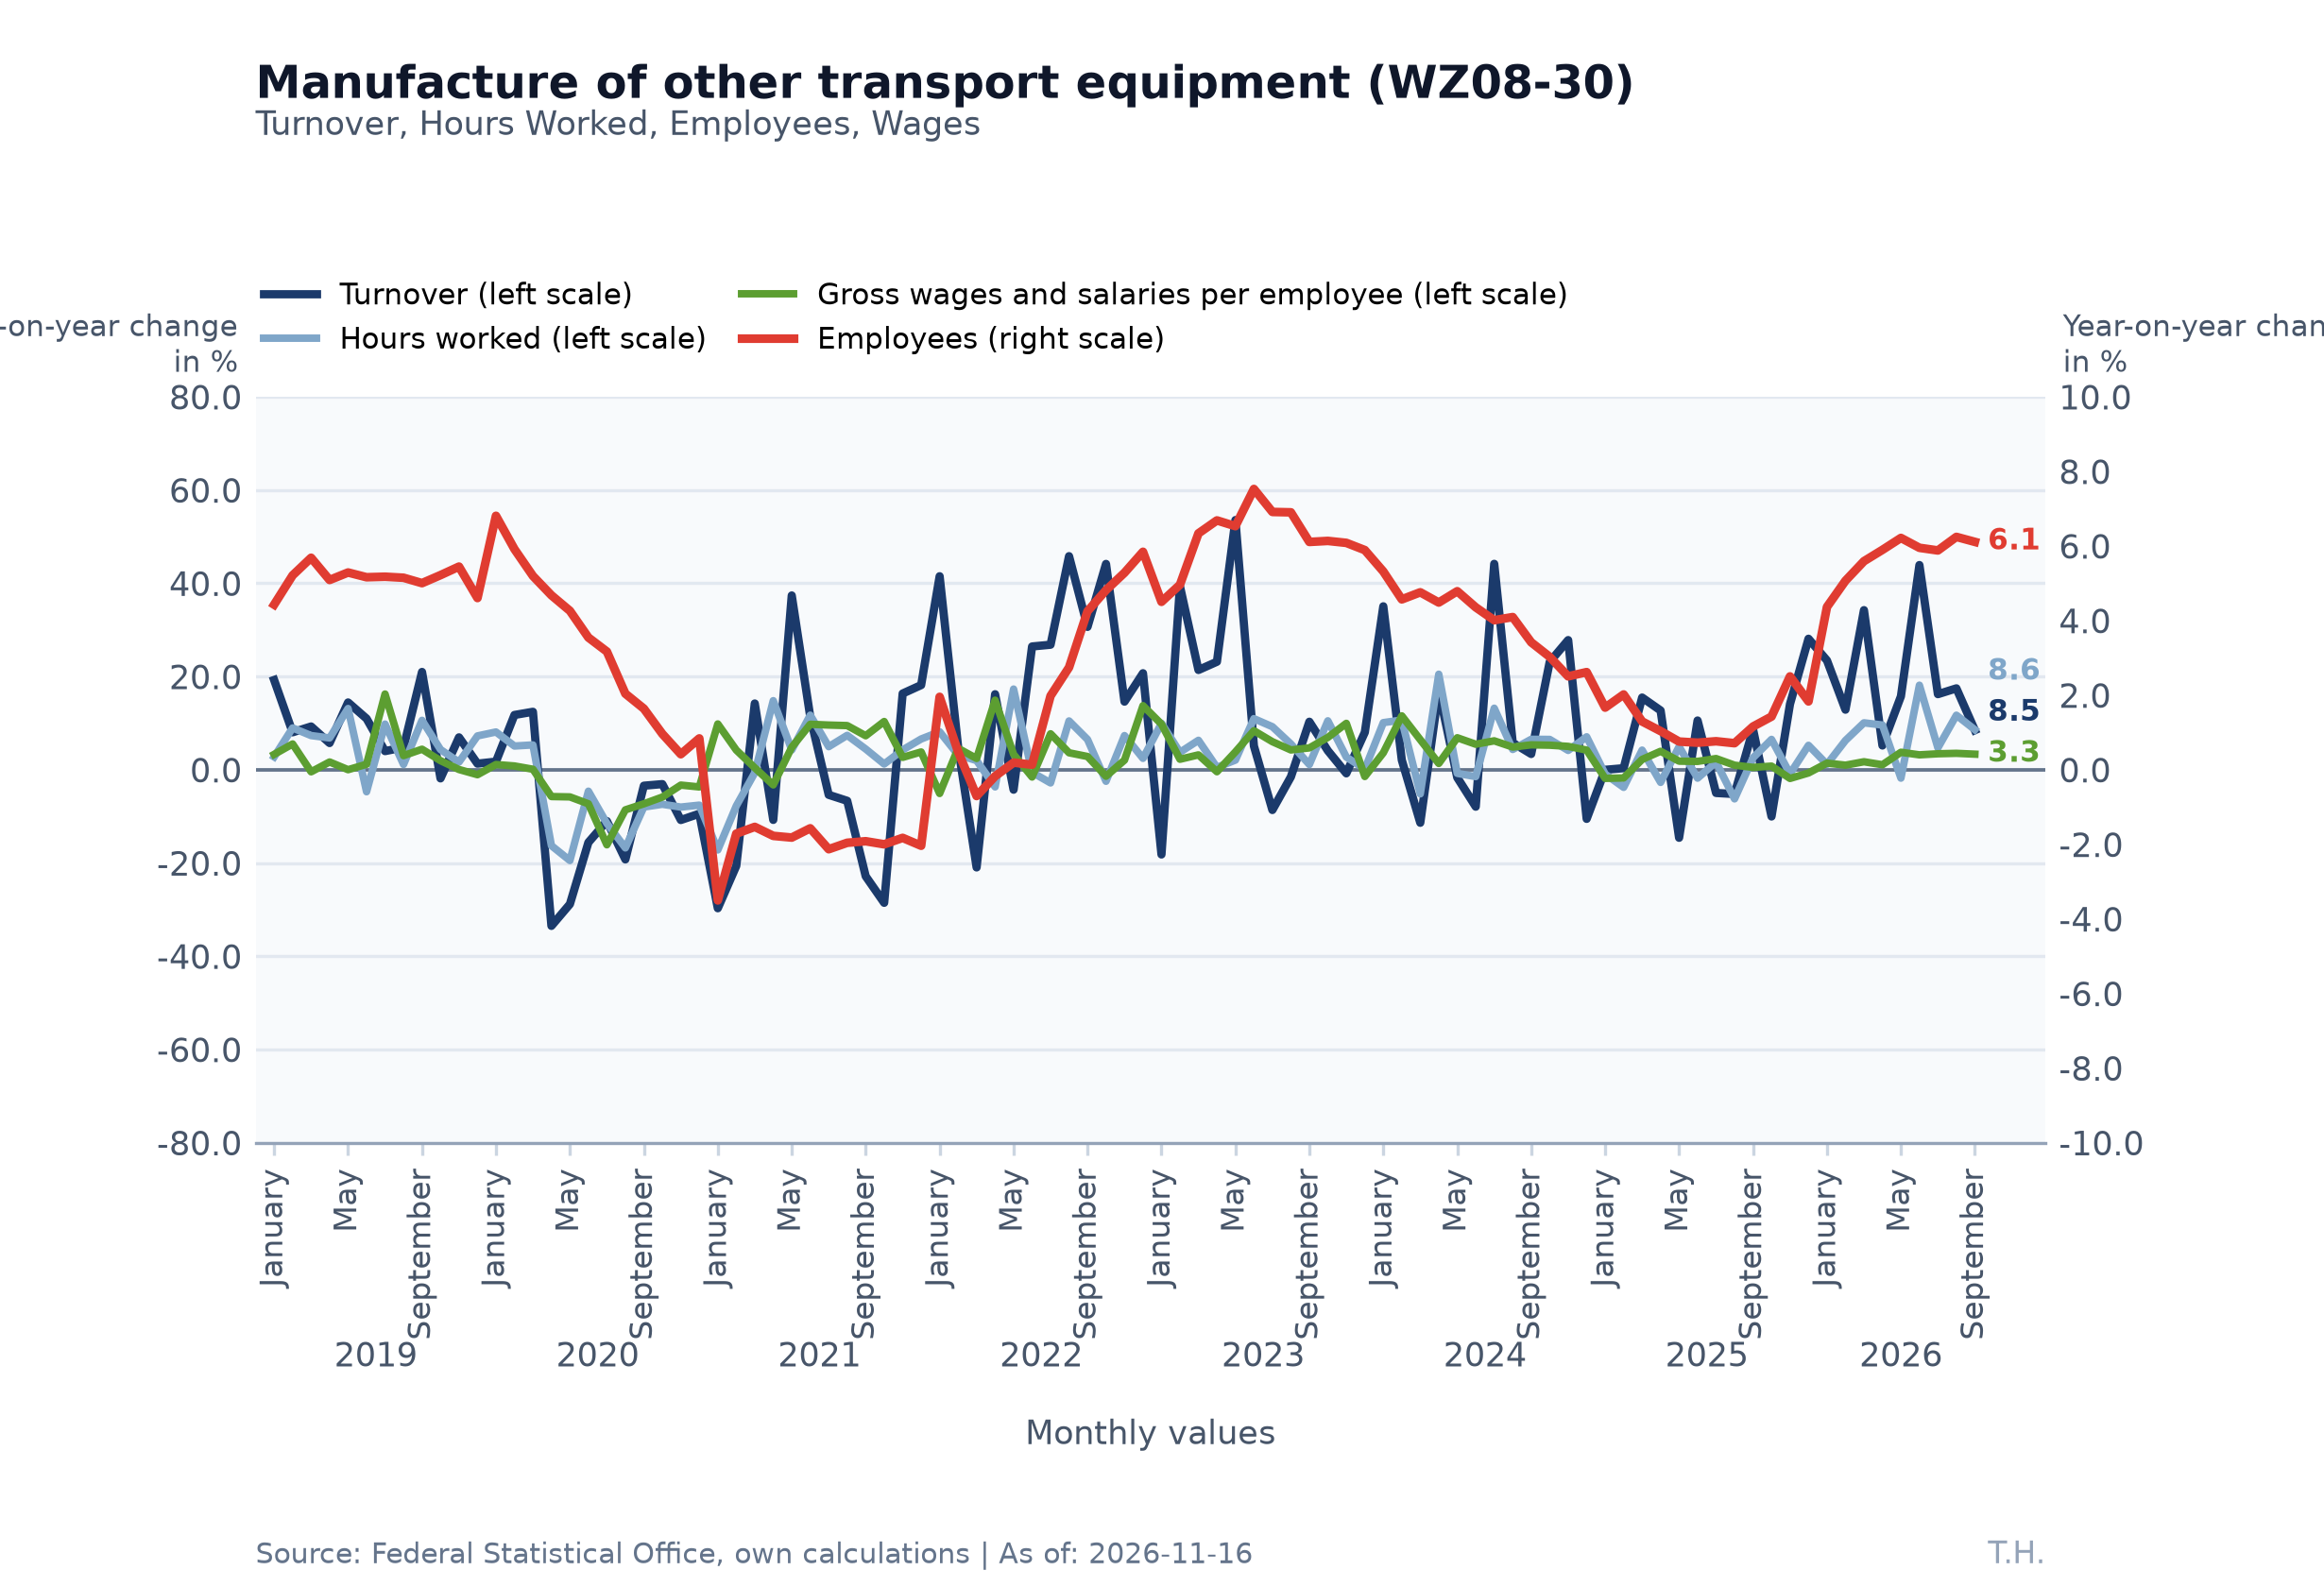 Manufacture of other transport equipment (WZ08-30)
Turnover, Hours Worked, Employees, Wages
Turnover (left scale)
Hours worked (left scale)
Gross wages and salaries per employee (left scale)
Employees (right scale)
-on-year change
in %
Year-on-year chan
in %
80.0
60.0
40.0
20.0
0.0
-20.0
-40.0
-60.0
-80.0
10.0
8.0
6.0
4.0
2.0
0.0
-2.0
-4.0
-6.0
-8.0
-10.0
6.1
8.6
8.5
3.3
January
May
September
January
May
September
January
May
September
January
May
September
January
May
September
January
May
September
January
May
September
January
May
September
2019
2020
2021
2022
2023
2024
2025
2026
Monthly values
Source: Federal Statistical Office, own calculations | As of: 2026-11-16
T.H.